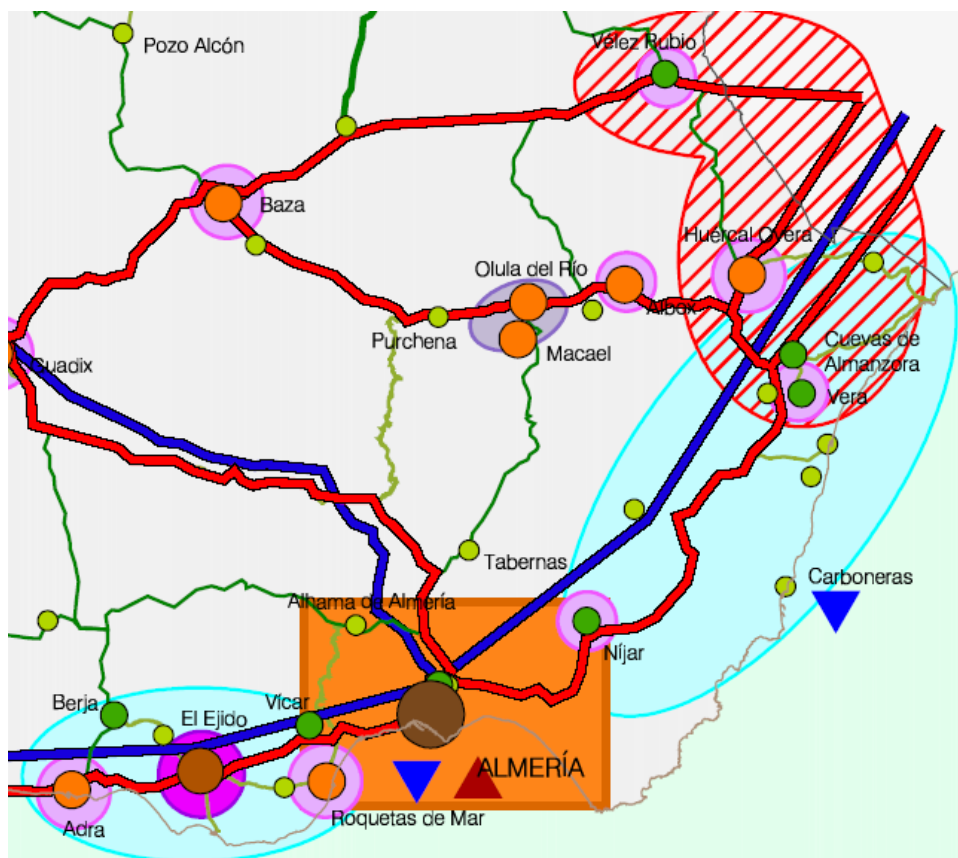 Pozo Alcón
Vélez Rubio
Baza
Huércal Overa
Olula del Río
Albox
Purchena
Macael
Cuevas de
Almanzora
Guadix
Vera
Tabernas
Carboneras
Alhama de Almería
Níjar
Berja
El Ejido
Vícar
ALMERÍA
Adra
Roquetas de Mar